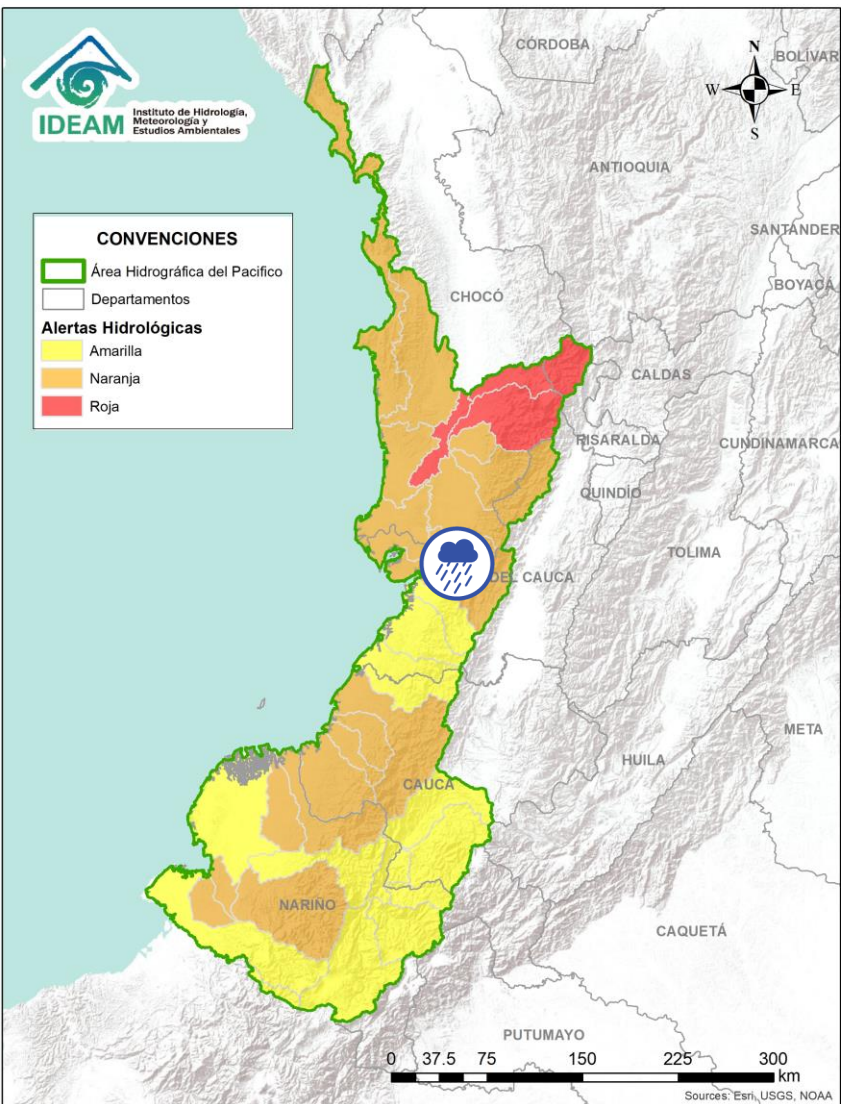 IDEAM
Instituto de Hidrología,
Meteorología y
Estudios Ambientales
N
W
E
S
CÓRDOBA
BOLÍVAR
ANTIOQUIA
SANTANDER
BOYACÁ
CONVENCIONES
Área Hidrográfica del Pacifico
Departamentos
Alertas Hidrológicas
Amarilla
Naranja
Roja
CHOCÓ
CALDAS
RISARALDA
CUNDINAMARCA
QUINDÍO
TOLIMA
DEL CAUCA
META
HUILA
CAUCA
NARIÑO
CAQUETÁ
PUTUMAYO
0 37.5 75 150 225 300
km
Sources: Esri, USGS, NOAA